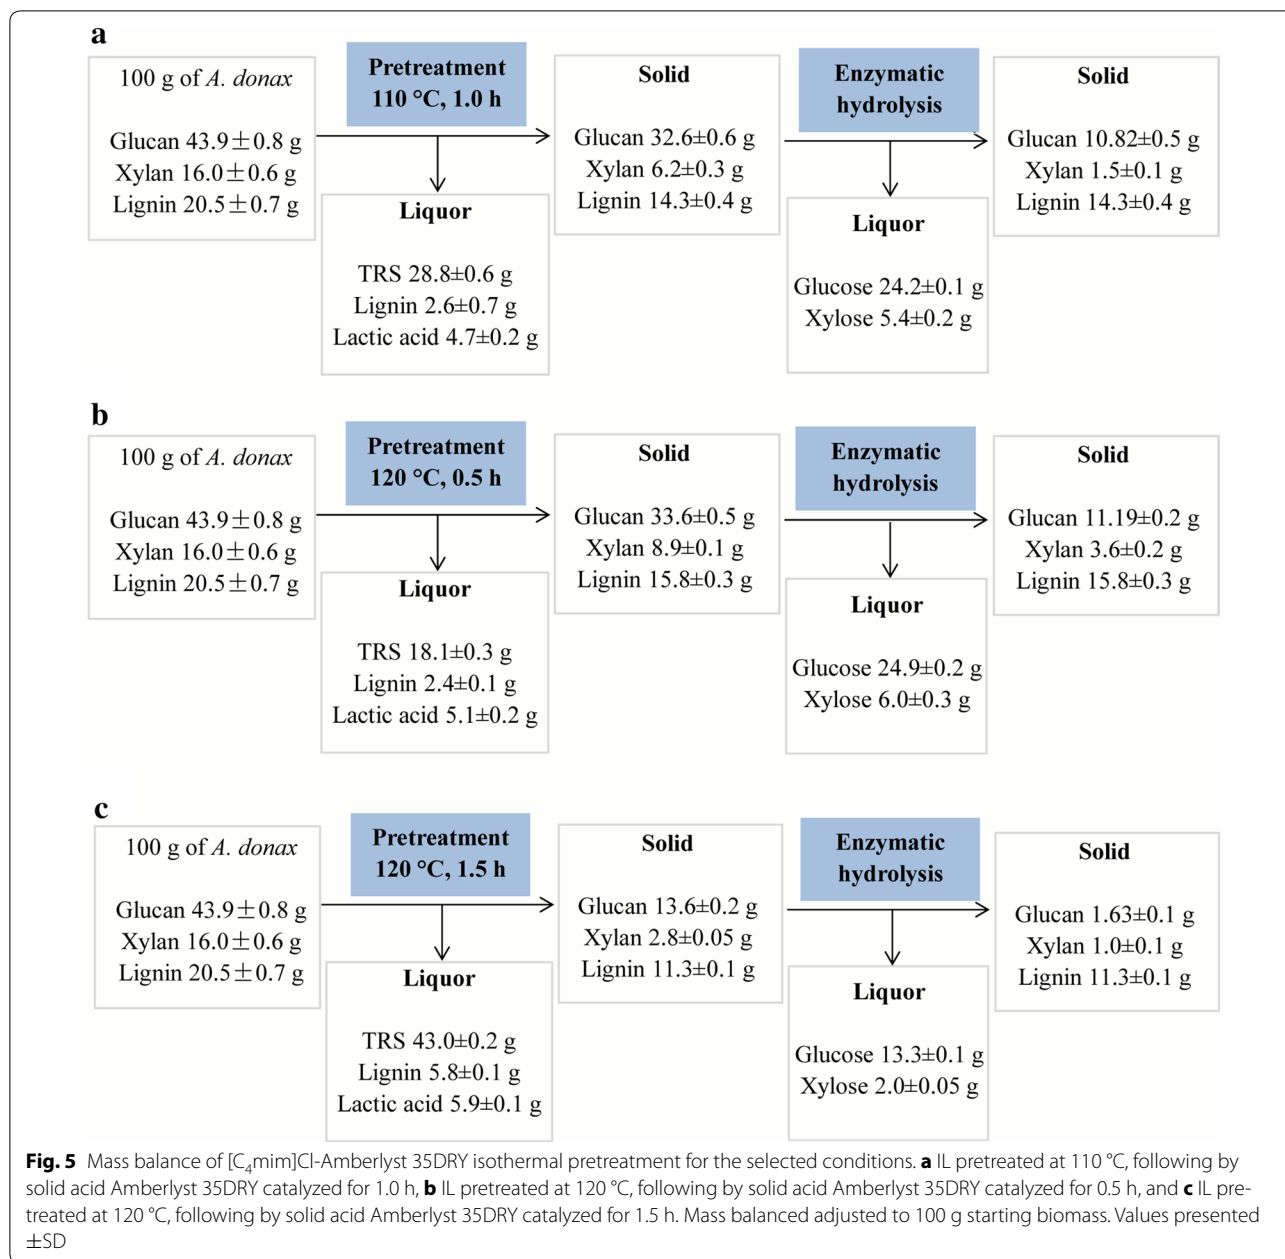 a
100 g of A. donax
Glucan 43.9±0.8 g
Xylan 16.0±0.6 g
Lignin 20.5±0.7 g
Pretreatment
110 °C, 1.0 h
Liquor
TRS 28.8±0.6 g
Lignin 2.6±0.7 g
Lactic acid 4.7±0.2 g
Solid
Glucan 32.6±0.6 g
Xylan 6.2±0.3 g
Lignin 14.3±0.4 g
Enzymatic
hydrolysis
Liquor
Glucose 24.2±0.1 g
Xylose 5.4±0.2 g
Solid
Glucan 10.82±0.5 g
Xylan 1.5±0.1 g
Lignin 14.3±0.4 g
b
100 g of A. donax
Glucan 43.9±0.8 g
Xylan 16.0±0.6 g
Lignin 20.5±0.7 g
Pretreatment
120 °C, 0.5 h
Liquor
TRS 18.1±0.3 g
Lignin 2.4±0.1 g
Lactic acid 5.1±0.2 g
Solid
Glucan 33.6±0.5 g
Xylan 8.9±0.1 g
Lignin 15.8±0.3 g
Enzymatic
hydrolysis
Liquor
Glucose 24.9±0.2 g
Xylose 6.0±0.3 g
Solid
Glucan 11.19±0.2 g
Xylan 3.6±0.2 g
Lignin 15.8±0.3 g
c
100 g of A. donax
Glucan 43.9±0.8 g
Xylan 16.0±0.6 g
Lignin 20.5±0.7 g
Pretreatment
120 °C, 1.5 h
Liquor
TRS 43.0±0.2 g
Lignin 5.8±0.1 g
Lactic acid 5.9±0.1 g
Solid
Glucan 13.6±0.2 g
Xylan 2.8±0.05 g
Lignin 11.3±0.1 g
Enzymatic
hydrolysis
Liquor
Glucose 13.3±0.1 g
Xylose 2.0±0.05 g
Solid
Glucan 1.63±0.1 g
Xylan 1.0±0.1 g
Lignin 11.3±0.1 g
Fig. 5 Mass balance of [C₄mim]Cl-Amberlyst 35DRY isothermal pretreatment for the selected conditions. a IL pretreated at 110 °C, following by
solid acid Amberlyst 35DRY catalyzed for 1.0 h, b IL pretreated at 120 °C, following by solid acid Amberlyst 35DRY catalyzed for 0.5 h, and c IL pre-
treated at 120 °C, following by solid acid Amberlyst 35DRY catalyzed for 1.5 h. Mass balanced adjusted to 100 g starting biomass. Values presented
±SD